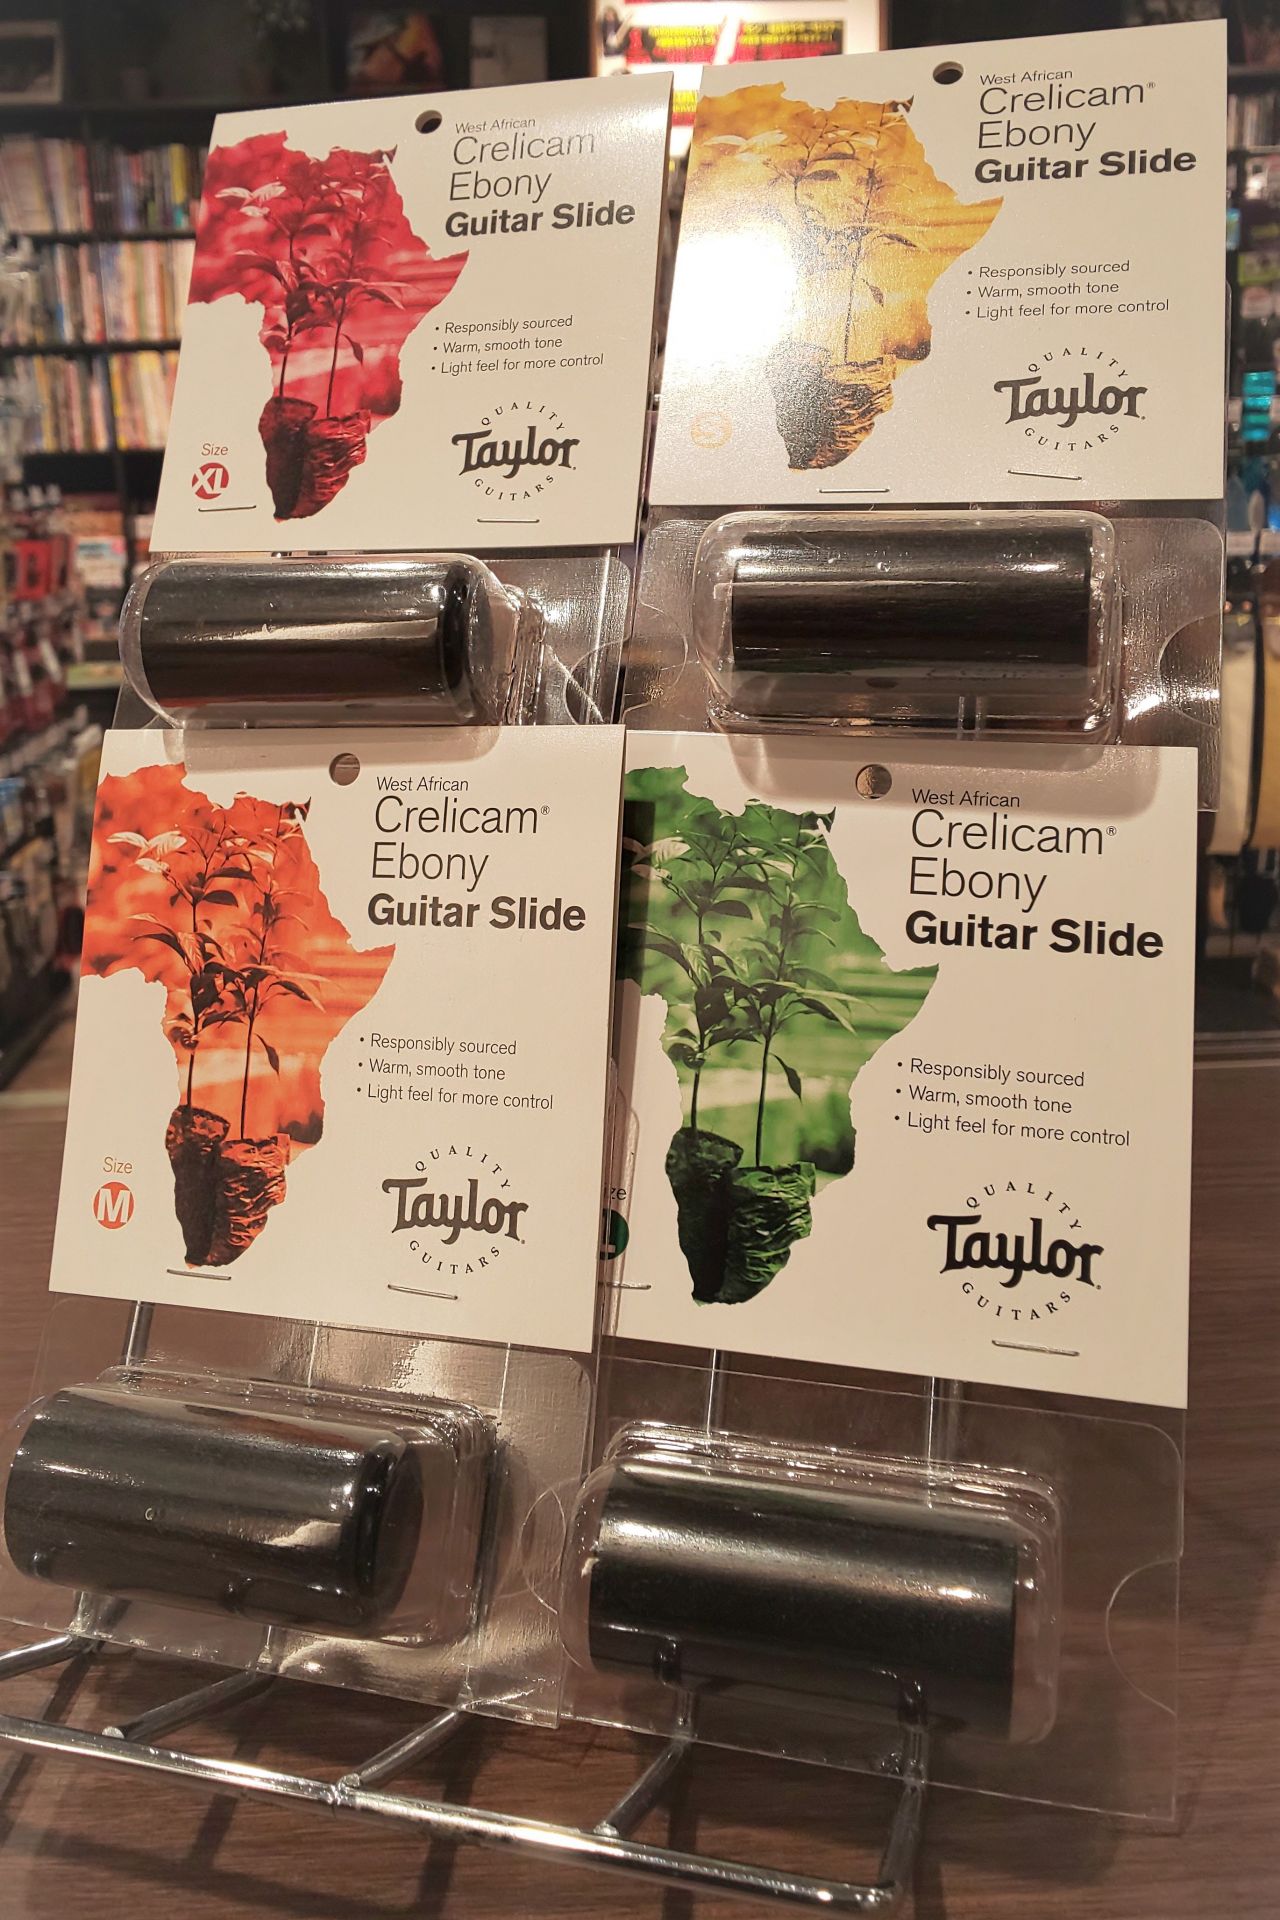 West African
Crelicam
Ebony
Guitar Slide
• Responsibly sourced
• Warm, smooth tone
• Light feel for more control
Size
XL
QUALITY
Taylor
GUITARS
West African
Crelicam®
Ebony
Guitar Slide
• Responsibly sourced
• Warm, smooth tone
• Light feel for more control
S
QUALITY
Taylor
GUITARS
West African
Crelicam®
Ebony
Guitar Slide
• Responsibly sourced
• Warm, smooth tone
• Light feel for more control
Size
M
QUALITY
Taylor
GUITARS
West African
Crelicam®
Ebony
Guitar Slide
• Responsibly sourced
• Warm, smooth tone
• Light feel for more control
QUALITY
Taylor
GUITARS